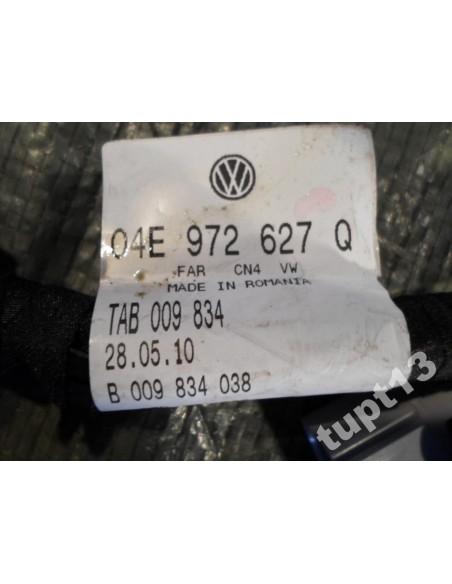 VW
04E 972 627 Q
FAR CN4 VW
MADE IN ROMANIA
TAB 009 834
28.05.10
B 009 834 038
tupt13